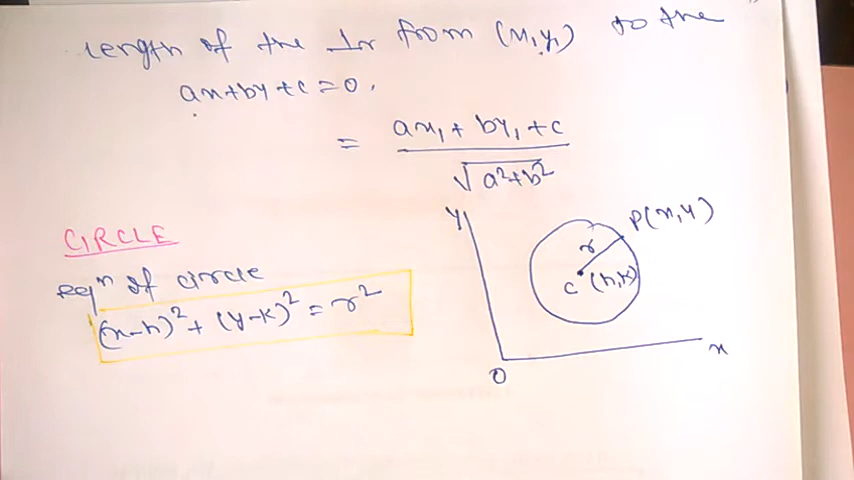 Length of the ⊥r from (x₁,y₁) to the
ax+by+c=0.
= ax₁ + by₁ + c / √a²+b²
CIRCLE
eqⁿ of circle
(x-h)² + (y-k)² = r²
y
P(x,y)
r
C (h,k)
O
x